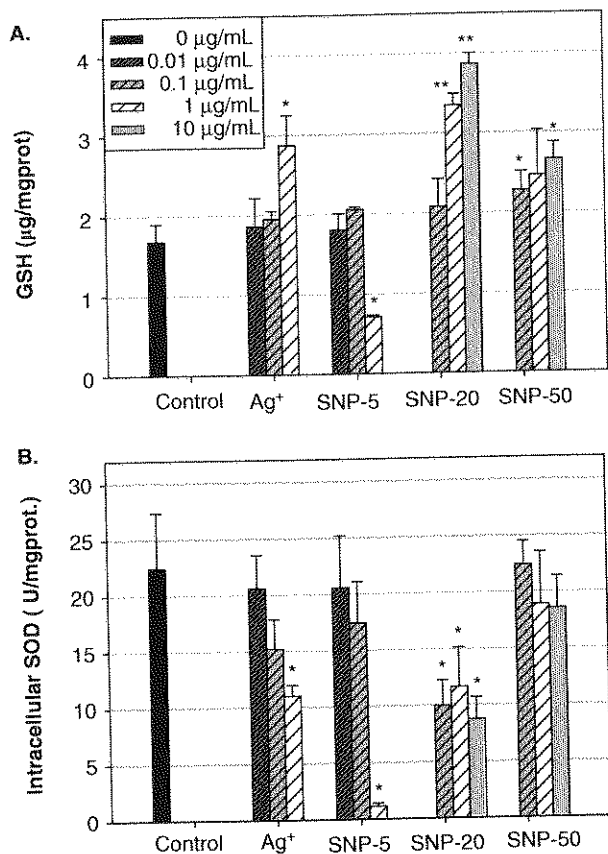 A.
GSH (µg/mgprot)
4
3
2
1
0
0 µg/mL
0.01 µg/mL
0.1 µg/mL
1 µg/mL
10 µg/mL
*
*
**
**
*
*
Control Ag⁺ SNP-5 SNP-20 SNP-50
B.
Intracellular SOD ( U/mgprot.)
30
25
20
15
10
5
0
*
*
*
*
*
Control Ag⁺ SNP-5 SNP-20 SNP-50